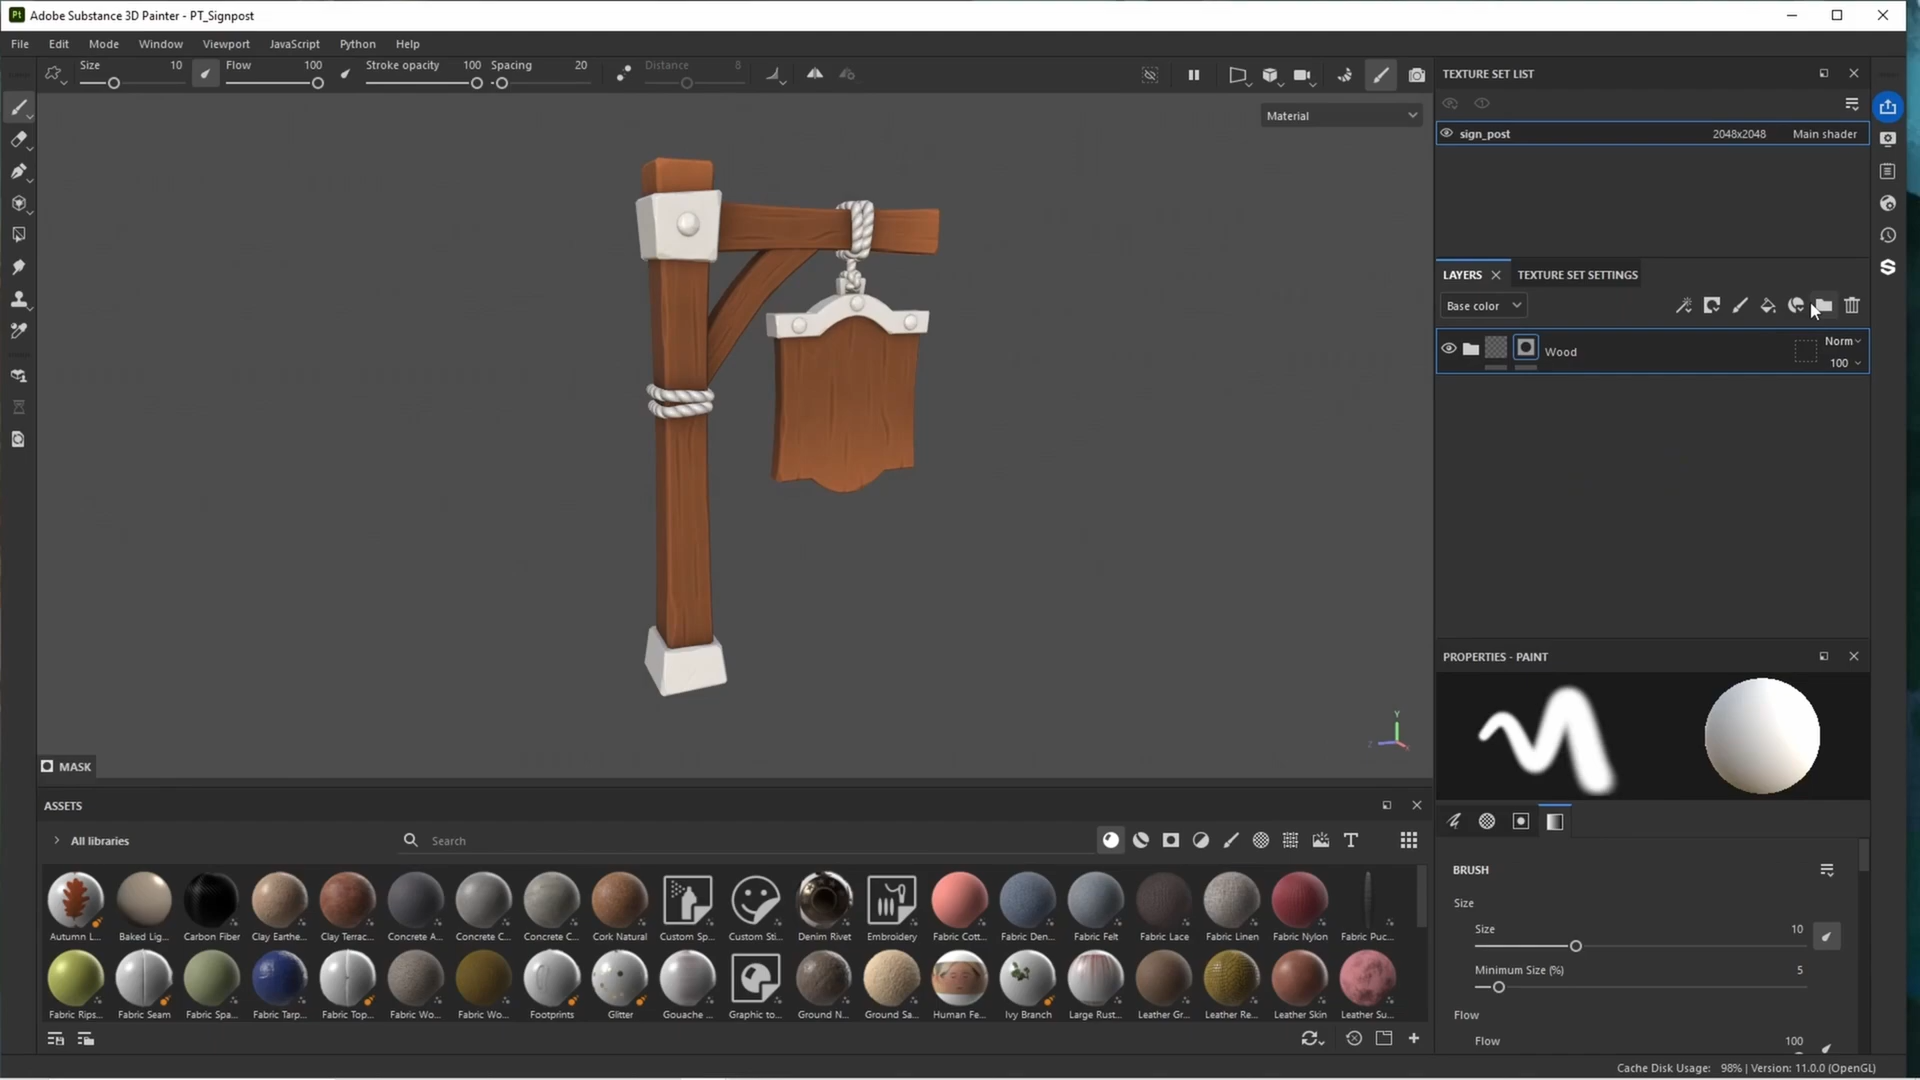 Adobe Substance 3D Painter - PT_Signpost
File Edit Mode Window Viewport JavaScript Python Help
Size 10 Flow 100 Stroke opacity 100 Spacing 20 Distance 8
Material
TEXTURE SET LIST
sign_post 2048x2048 Main shader
LAYERS TEXTURE SET SETTINGS
Base color
Wood Norm 100
MASK
PROPERTIES - PAINT
ASSETS
All libraries Search
Autumn L... Baked Lig... Carbon Fiber Clay Earthe... Clay Terrac... Concrete A... Concrete C... Concrete C... Cork Natural Custom Sp... Custom Sti... Denim Rivet Embroidery Fabric Cott... Fabric Den... Fabric Felt Fabric Lace Fabric Linen Fabric Nylon Fabric Puc...
Fabric Rips... Fabric Seam Fabric Spa... Fabric Tarp... Fabric Top... Fabric Wo... Fabric Wo... Footprints Glitter Gouache ... Graphic to... Ground N... Ground Sa... Human Fe... Ivy Branch Large Rust... Leather Gr... Leather Re... Leather Skin Leather Su...
BRUSH
Size
Size 10
Minimum Size (%) 5
Flow
Flow 100
Cache Disk Usage: 98% | Version: 11.0.0 (OpenGL)